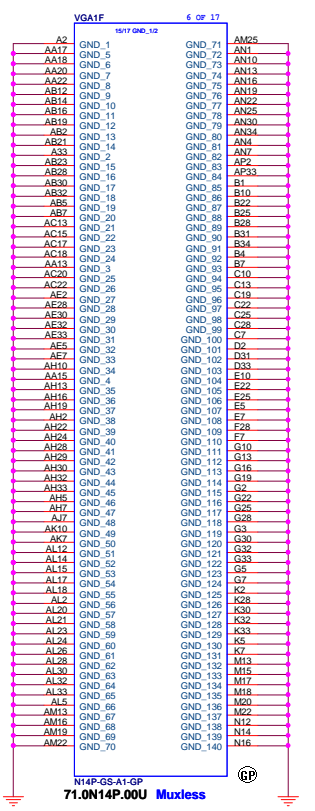 VGA1F 6 OF 17
15/17 GND_1/2
A2 GND_1 GND_71 AM25
AA17 GND_5 GND_72 AN1
AA18 GND_6 GND_73 AN10
AA20 GND_7 GND_74 AN13
AA22 GND_8 GND_75 AN16
AB12 GND_9 GND_76 AN19
AB14 GND_10 GND_77 AN22
AB16 GND_11 GND_78 AN25
AB19 GND_12 GND_79 AN30
AB2 GND_13 GND_80 AN34
AB21 GND_14 GND_81 AN4
A33 GND_2 GND_82 AN7
AB23 GND_15 GND_83 AP2
AB28 GND_16 GND_84 AP33
AB30 GND_17 GND_85 B1
AB32 GND_18 GND_86 B10
AB5 GND_19 GND_87 B22
AB7 GND_20 GND_88 B25
AC13 GND_21 GND_89 B28
AC15 GND_22 GND_90 B31
AC17 GND_23 GND_91 B34
AC18 GND_24 GND_92 B4
AA13 GND_3 GND_93 B7
AC20 GND_25 GND_94 C10
AC22 GND_26 GND_95 C13
AE2 GND_27 GND_96 C19
AE28 GND_28 GND_97 C22
AE30 GND_29 GND_98 C25
AE32 GND_30 GND_99 C28
AE33 GND_31 GND_100 C7
AE5 GND_32 GND_101 D2
AE7 GND_33 GND_102 D31
AH10 GND_34 GND_103 D33
AA15 GND_4 GND_104 E10
AH13 GND_35 GND_105 E22
AH16 GND_36 GND_106 E25
AH19 GND_37 GND_107 E5
AH2 GND_38 GND_108 E7
AH22 GND_39 GND_109 F28
AH24 GND_40 GND_110 F7
AH28 GND_41 GND_111 G10
AH29 GND_42 GND_112 G13
AH30 GND_43 GND_113 G16
AH32 GND_44 GND_114 G19
AH33 GND_45 GND_115 G2
AH5 GND_46 GND_116 G22
AH7 GND_47 GND_117 G25
AJ7 GND_48 GND_118 G28
AK10 GND_49 GND_119 G3
AK7 GND_50 GND_120 G30
AL12 GND_51 GND_121 G32
AL14 GND_52 GND_122 G33
AL15 GND_53 GND_123 G5
AL17 GND_54 GND_124 G7
AL18 GND_55 GND_125 K2
AL2 GND_56 GND_126 K28
AL20 GND_57 GND_127 K30
AL21 GND_58 GND_128 K32
AL23 GND_59 GND_129 K33
AL24 GND_60 GND_130 K5
AL26 GND_61 GND_131 K7
AL28 GND_62 GND_132 M13
AL30 GND_63 GND_133 M15
AL32 GND_64 GND_134 M17
AL33 GND_65 GND_135 M18
AL5 GND_66 GND_136 M20
AM13 GND_67 GND_137 M22
AM16 GND_68 GND_138 N12
AM19 GND_69 GND_139 N14
AM22 GND_70 GND_140 N16
GP
N14P-GS-A1-GP
71.0N14P.00U Muxless